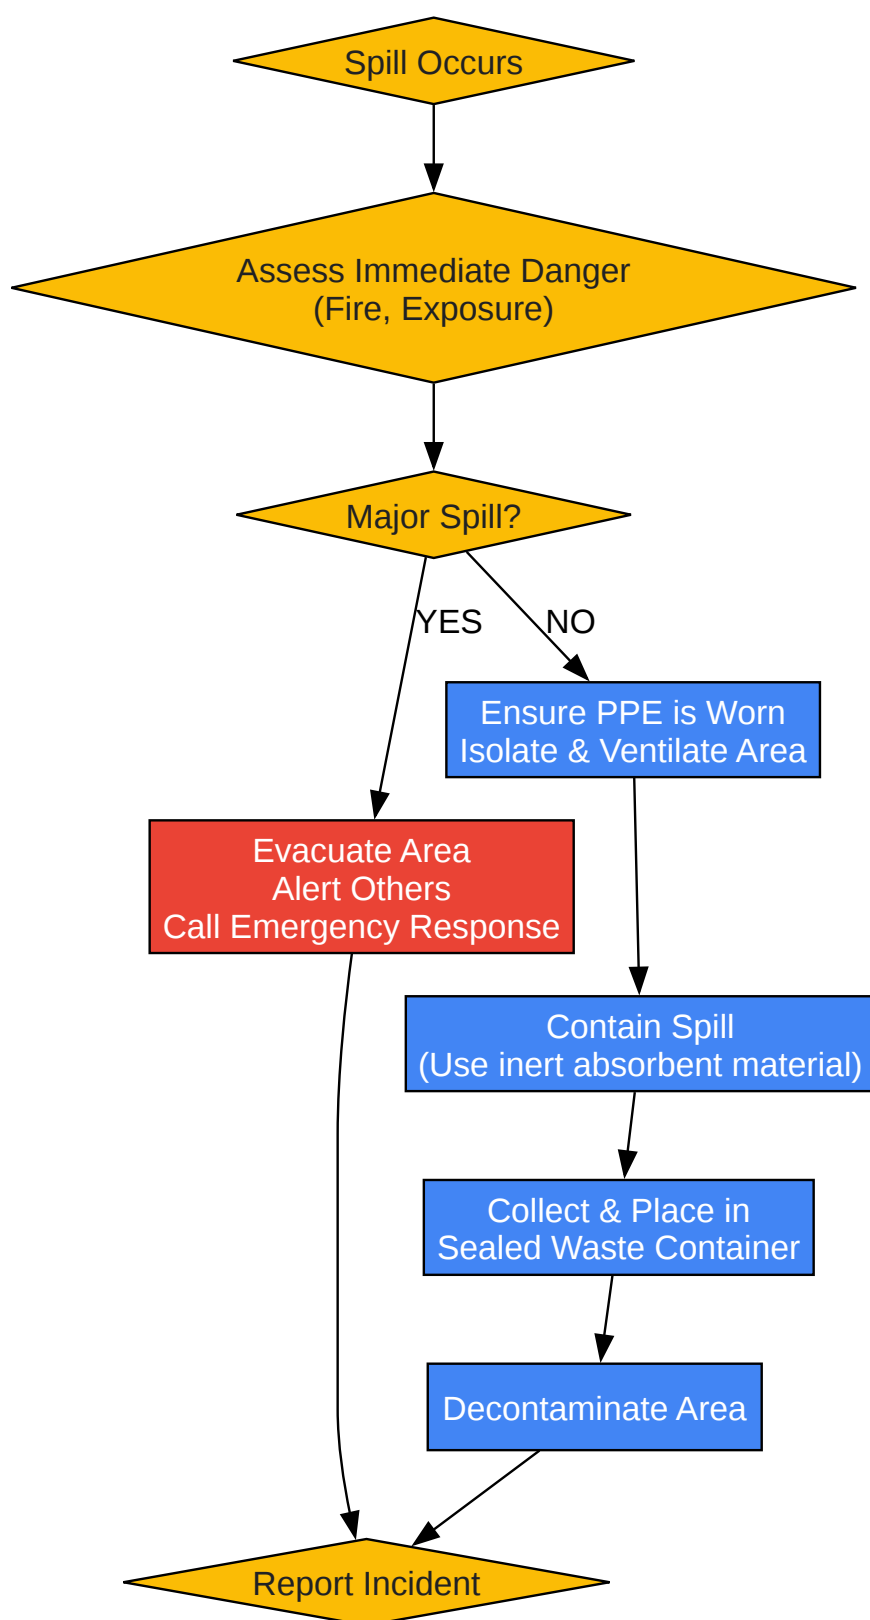 Spill Occurs
Assess Immediate Danger
(Fire, Exposure)
Major Spill?
YES
NO
Ensure PPE is Worn
Isolate & Ventilate Area
Evacuate Area
Alert Others
Call Emergency Response
Contain Spill
(Use inert absorbent material)
Collect & Place in
Sealed Waste Container
Decontaminate Area
Report Incident